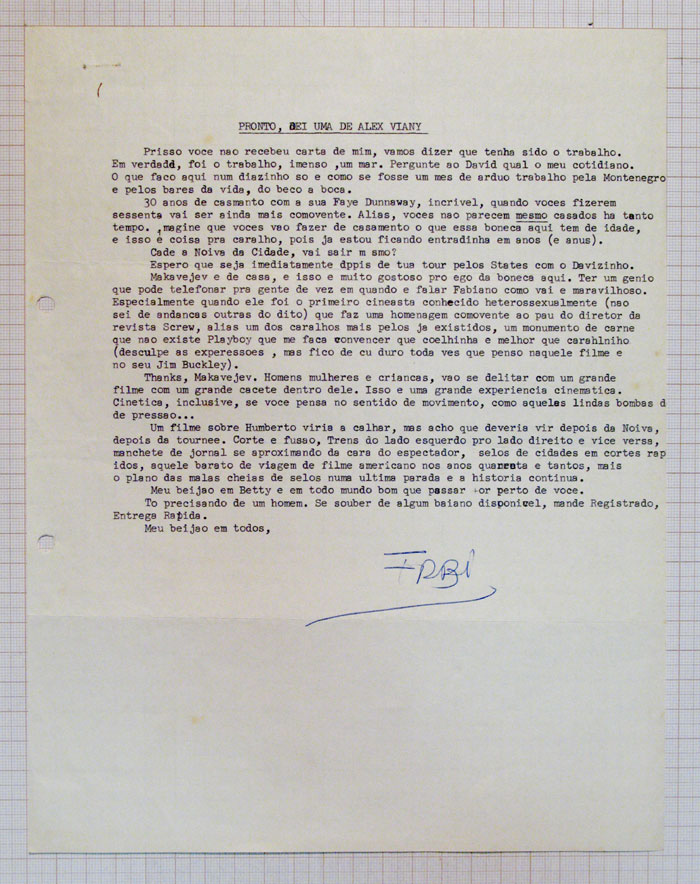 PRONTO, SEI UMA DE ALEX VIANY
Prisso voce nao recebeu carta de mim, vamos dizer que tenha sido o trabalho.
Em verdadd, foi o trabalho, imenso ,um mar. Pergunte ao David qual o meu cotidiano.
O que faco aqui num diazinho so e como se fosse um mes de arduo trabalho pela Montenegro
e pelos bares da vida, do beco a boca.
30 anos de casmanto com a sua Faye Dunnaway, incrivel, quando voces fizerem
sessenta vai ser ainda mais comovente. Alias, voces nao parecem mesmo casados ha tanto
tempo. ,magine que voces vao fazer de casamento o que essa boneca aqui tem de idade,
e isso é coisa pra caralho, pois ja estou ficando entradinha em anos (e anus).
Cade a Noiva da Cidade, vai sair m smo?
Espero que seja imediatamente dppis de tua tour pelos States com o Davizinho.
Makavejev e de casa, e isso e muito gostoso pro ego da boneca aqui. Ter um genio
que pode telefonar pra gente de vez em quando e falar Fabiano como vai e maravilhoso.
Especialmente quando ele foi o primeiro cineasta conhecido heterossexualmente (nao
sei de andancas outras do dito) que faz uma homenagem comovente ao pau do diretor da
revista Screw, alias um dos caralhos mais pelos ja existidos, um monumento de carne
que nao existe Playboy que me faca convencer que coelhinha e melhor que carahlniho
(desculpe as experessoes , mas fico de cu duro toda ves que penso naquele filme e
no seu Jim Buckley).
Thanks, Makavejev. Homens mulheres e criancas, vao se delitar com um grande
filme com um grande cacete dentro dele. Isso e uma grande experiencia cinematica.
Cinetica, inclusive, se voce pensa no sentido de movimento, como aquelas lindas bombas d
de pressao...
Um filme sobre Humberto viria a calhar, mas acho que deveria vir depois da Noiva,
depois da tournee. Corte e fusao, Trens do lado esquerdo pro lado direito e vice versa,
manchete de jornal se aproximando da cara do espectador, selos de cidades em cortes rap
idos, aquele barato de viagem de filme americano nos anos quarenta e tantos, mais
o plano das malas cheias de selos numa ultima parada e a historia continua.
Meu beijao em Betty e em todo mundo bom que passar por perto de voce.
To precisando de um homem. Se souber de algum baiano disponivel, mande Registrado,
Entrega Rapida.
Meu beijao em todos,